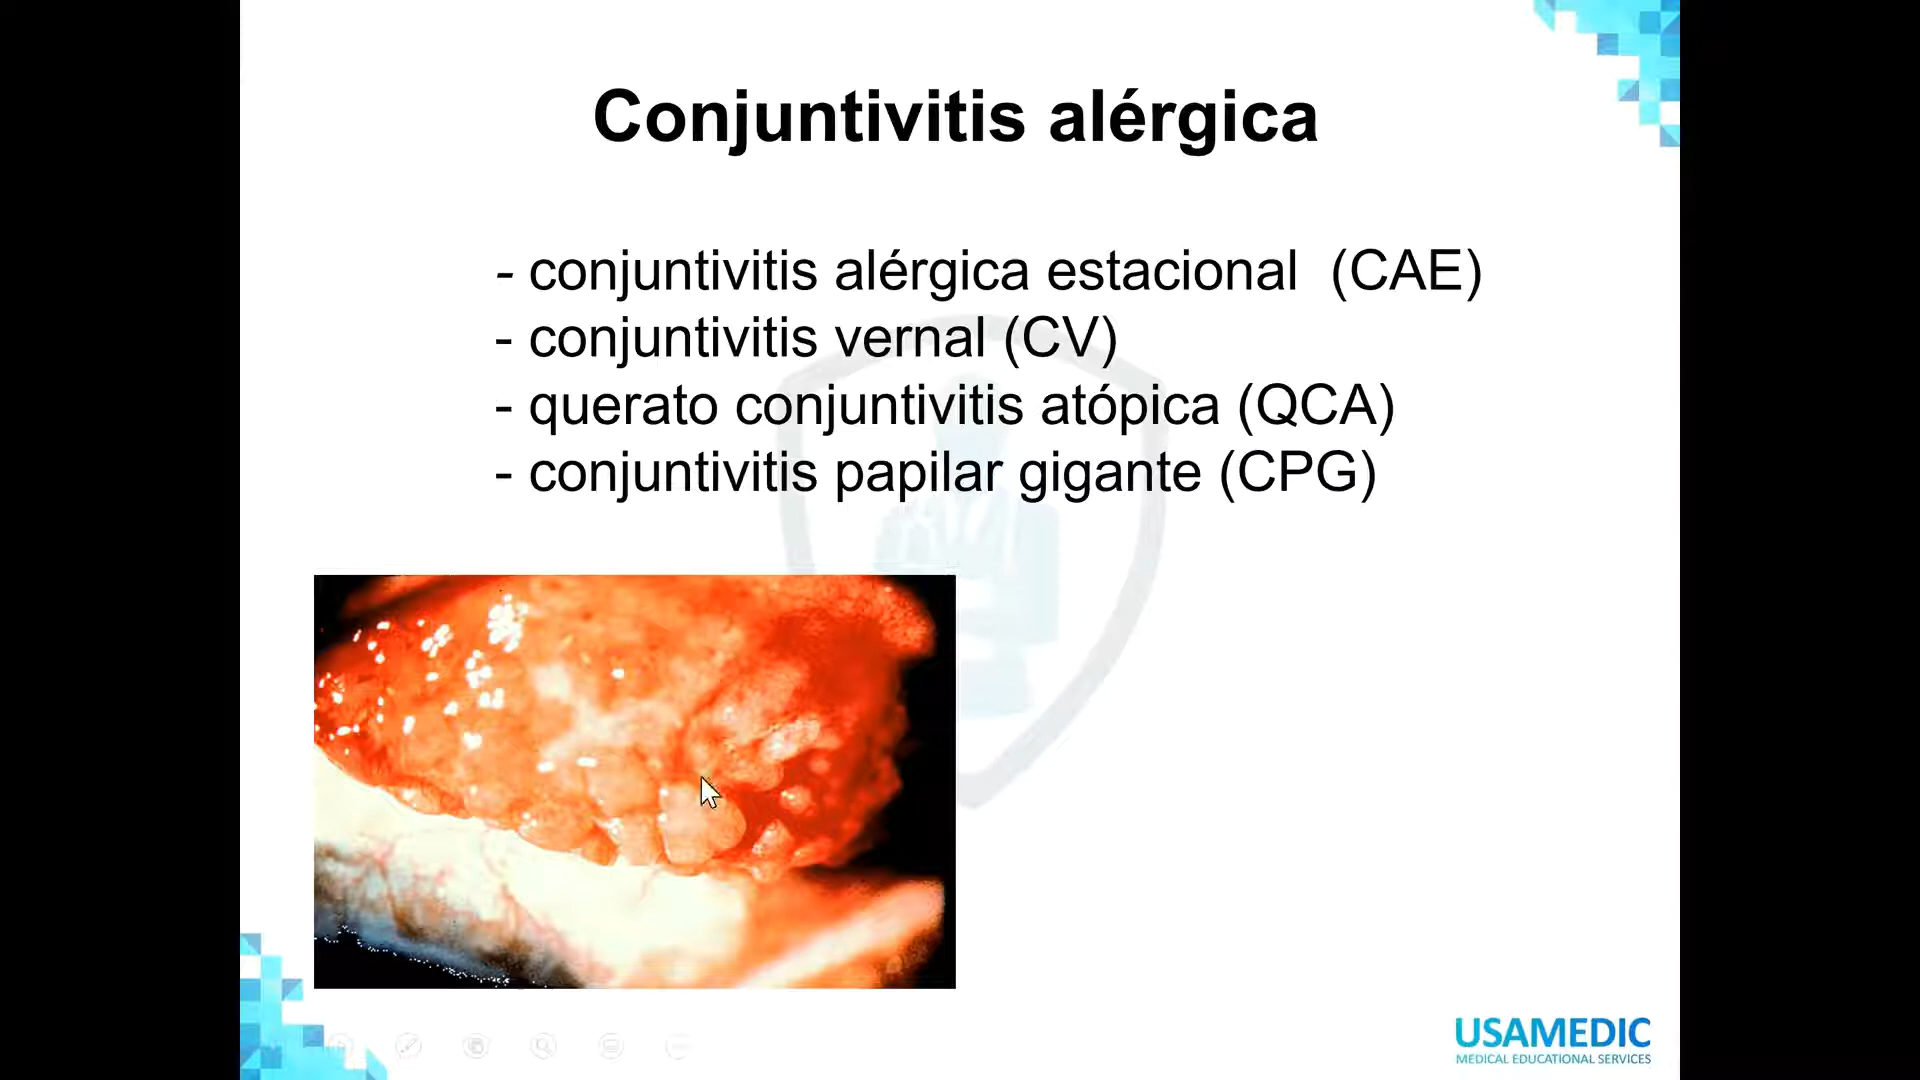 Conjuntivitis alérgica
- conjuntivitis alérgica estacional (CAE)
- conjuntivitis vernal (CV)
- querato conjuntivitis atópica (QCA)
- conjuntivitis papilar gigante (CPG)
USAMEDIC
MEDICAL EDUCATIONAL SERVICES